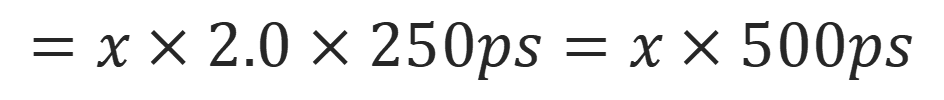 = x × 2.0 × 250ps = x × 500ps